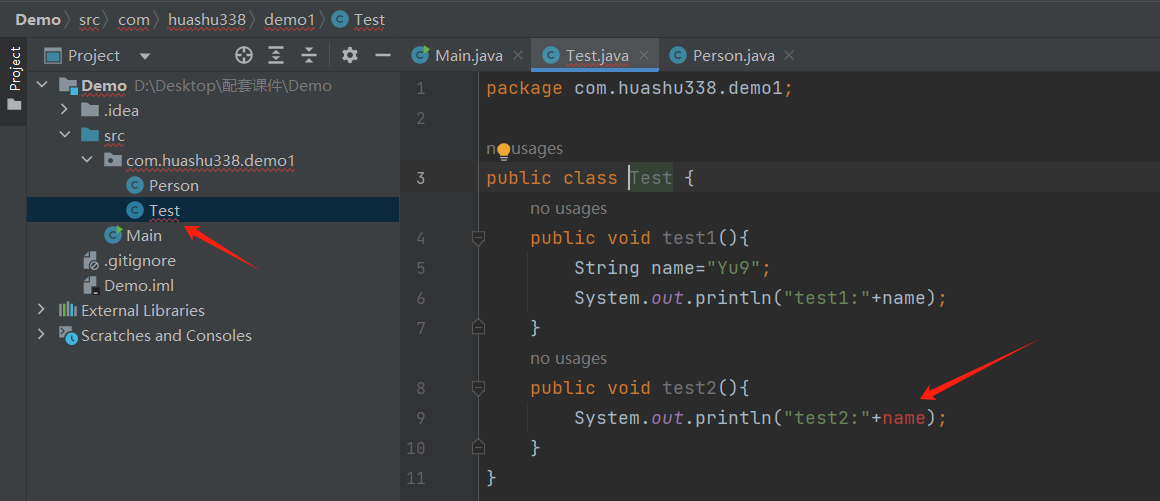 Demo src com huashu338 demo1 Test
Project
Project
Demo D:\Desktop\配套课件\Demo
.idea
src
com.huashu338.demo1
Person
Test
Main
.gitignore
Demo.iml
External Libraries
Scratches and Consoles
Main.java Test.java Person.java
1 package com.huashu338.demo1;
2
usages
3 public class Test {
no usages
4 public void test1(){
5 String name="Yu9";
6 System.out.println("test1:"+name);
7 }
no usages
8 public void test2(){
9 System.out.println("test2:"+name);
10 }
11 }